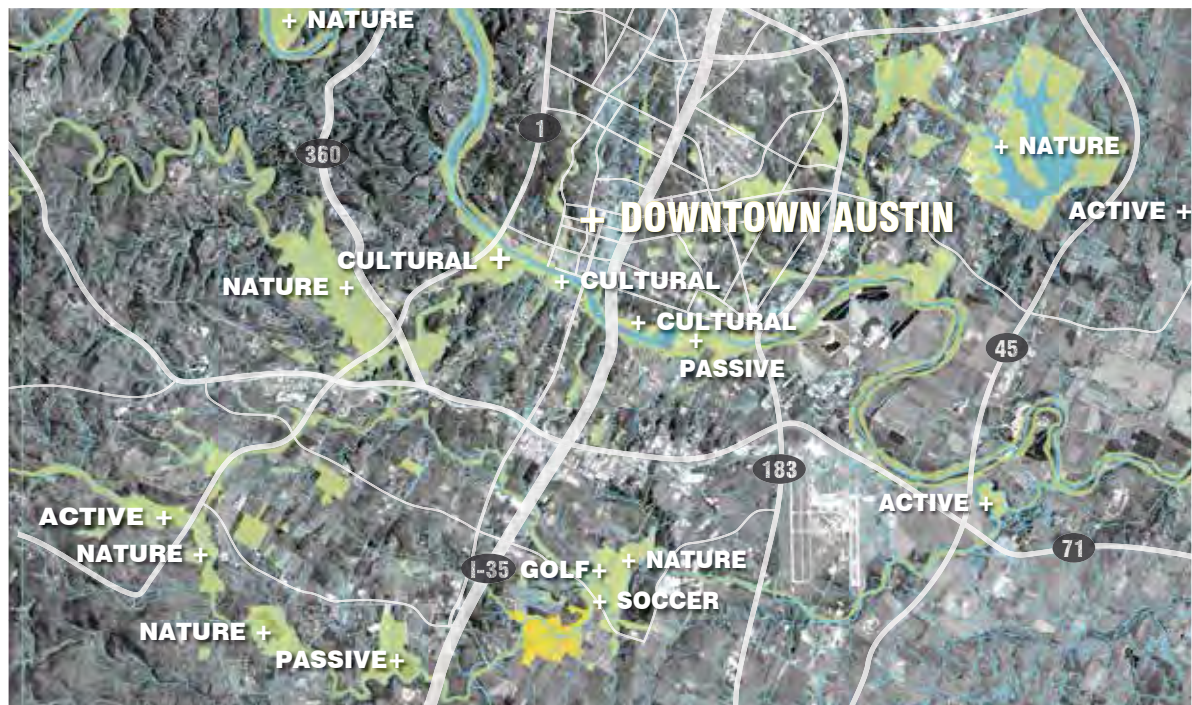 + NATURE
1
360
+ NATURE
ACTIVE +
+ DOWNTOWN AUSTIN
CULTURAL +
NATURE +
+ CULTURAL
+ CULTURAL
+
PASSIVE
45
183
ACTIVE +
ACTIVE +
NATURE +
71
I-35
GOLF+
+ NATURE
+ SOCCER
NATURE +
PASSIVE+